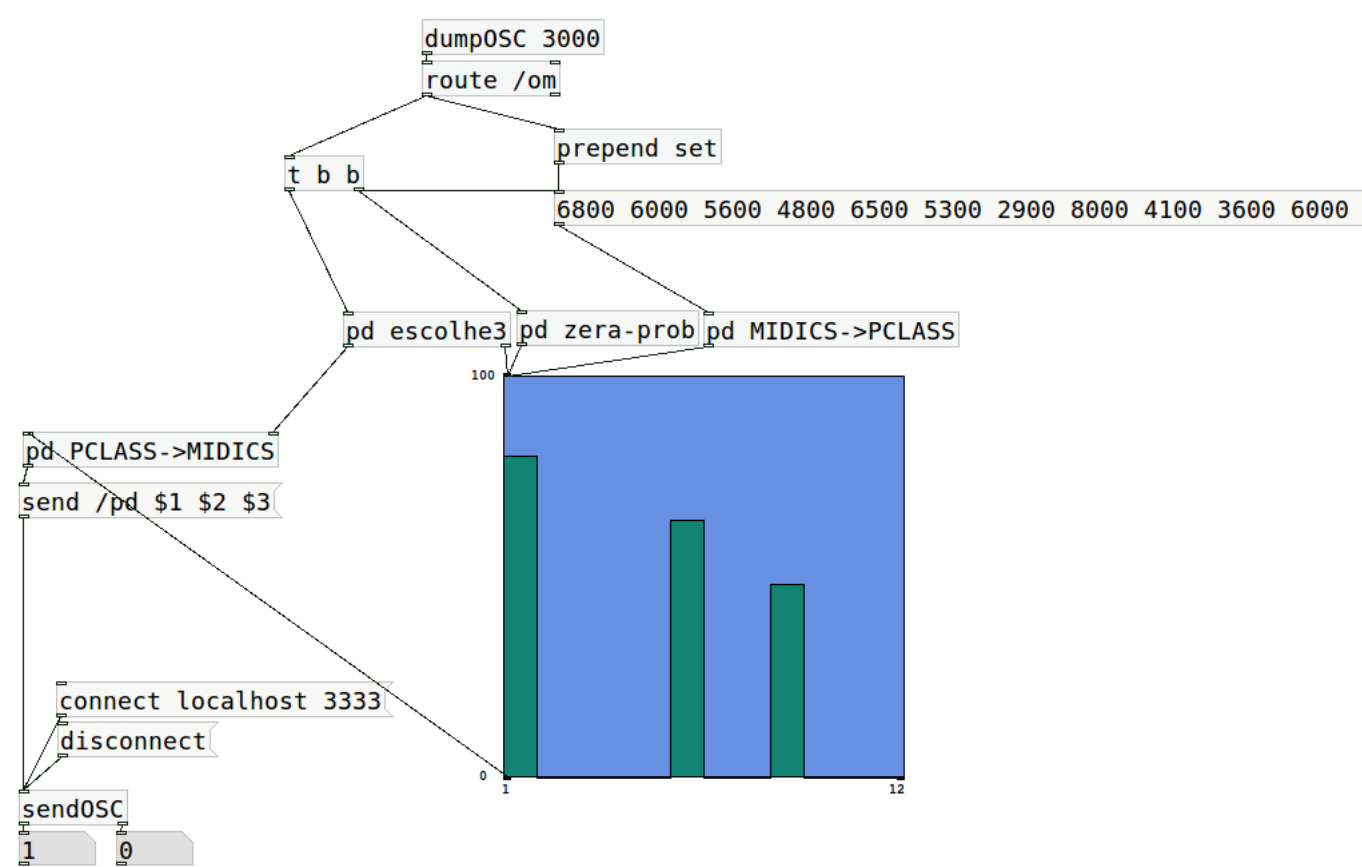 dumpOSC 3000
route /om
prepend set
t b b
6800 6000 5600 4800 6500 5300 2900 8000 4100 3600 6000
pd escolhe3
pd zera-prob
pd MIDICS->PCLASS
100
pd PCLASS->MIDICS
send /pd $1 $2 $3
connect localhost 3333
disconnect
0
1
12
sendOSC
1
0